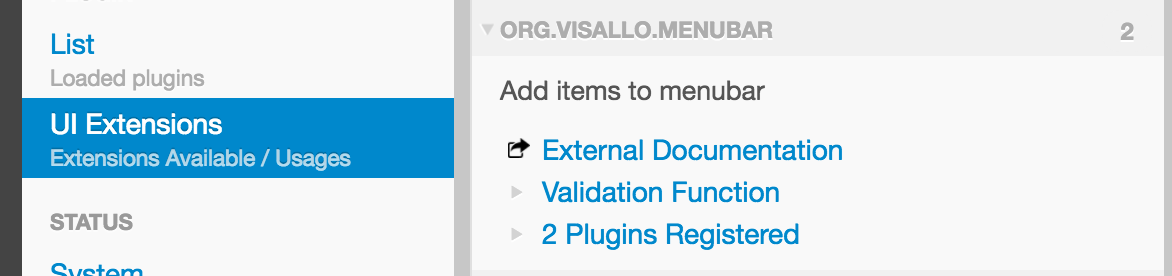 List
Loaded plugins
UI Extensions
Extensions Available / Usages
STATUS
System
ORG.VISALLO.MENUBAR 2
Add items to menubar
External Documentation
Validation Function
2 Plugins Registered